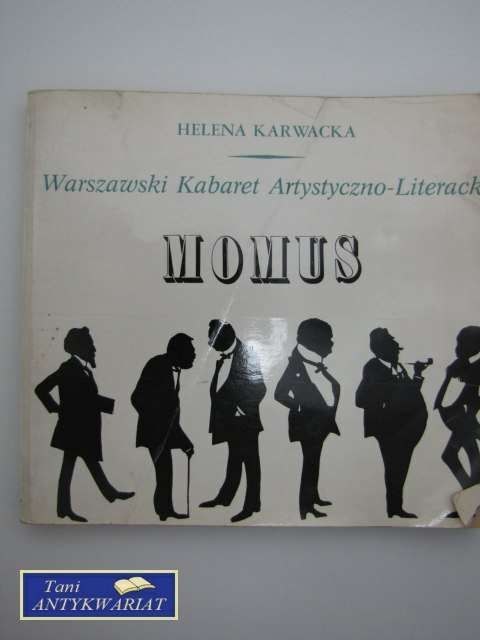 HELENA KARWACKA
Warszawski Kabaret Artystyczno-Literack
MOMUS
Tani
ANTYKWARIAT